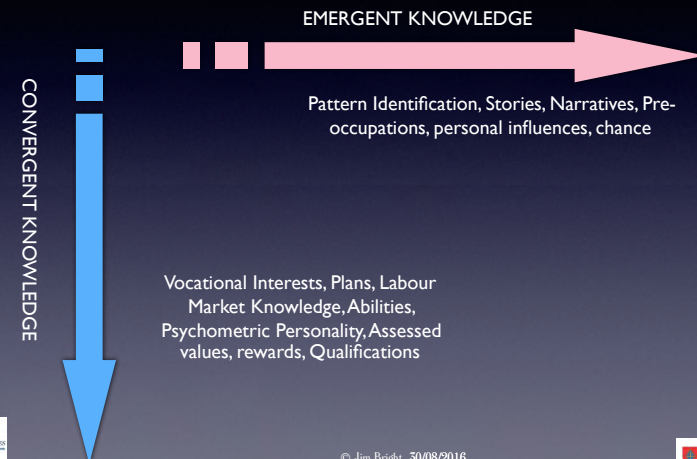 EMERGENT KNOWLEDGE
Pattern Identification, Stories, Narratives, Pre-
occupations, personal influences, chance
CONVERGENT KNOWLEDGE
Vocational Interests, Plans, Labour
Market Knowledge, Abilities,
Psychometric Personality, Assessed
values, rewards, Qualifications
© Jim Bright 30/08/2016